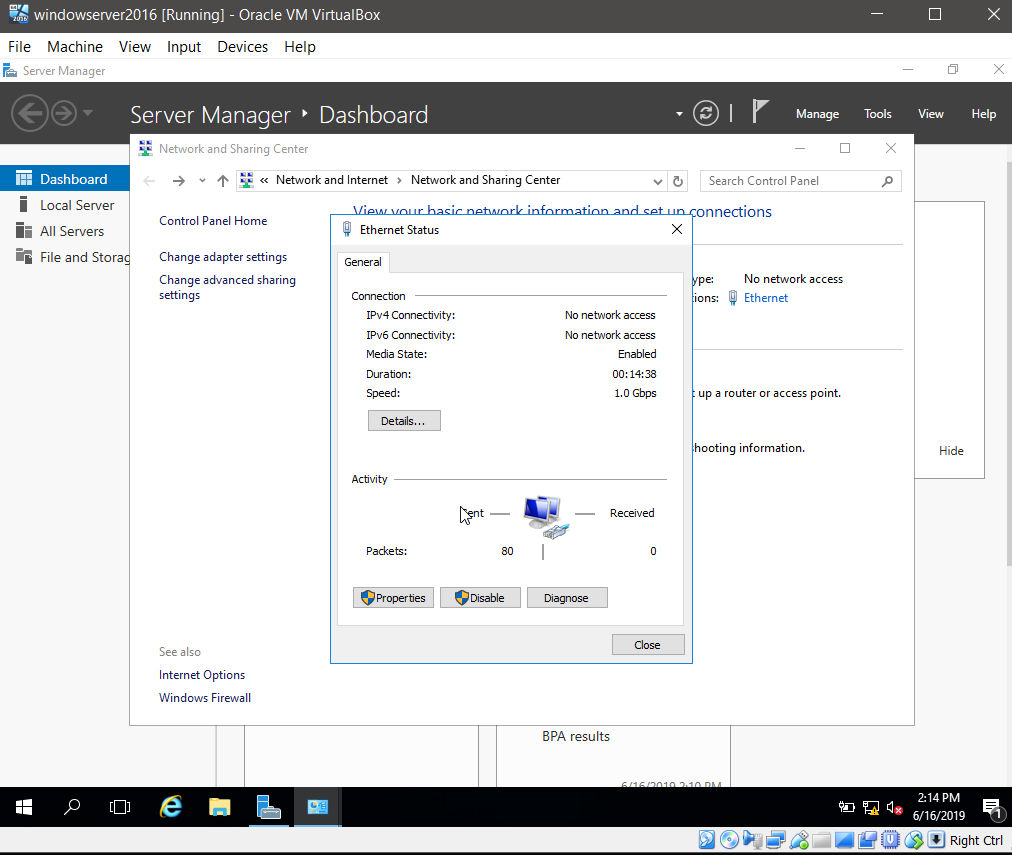 windowserver2016 [Running] - Oracle VM VirtualBox
File Machine View Input Devices Help
Server Manager
Server Manager Dashboard
Manage Tools View Help
Network and Sharing Center
Dashboard
Local Server
All Servers
File and Storag
« Network and Internet > Network and Sharing Center
Search Control Panel
Control Panel Home
Change adapter settings
Change advanced sharing
settings
View your basic network information and set up connections
ype: No network access
ions: Ethernet
up a router or access point.
hooting information.
Hide
Ethernet Status
General
Connection
IPv4 Connectivity: No network access
IPv6 Connectivity: No network access
Media State: Enabled
Duration: 00:14:38
Speed: 1.0 Gbps
Details...
Activity
ent Received
Packets: 80 0
Properties Disable Diagnose
Close
See also
Internet Options
Windows Firewall
BPA results
6/16/2019 2:10 PM
2:14 PM
6/16/2019
1
Right Ctrl